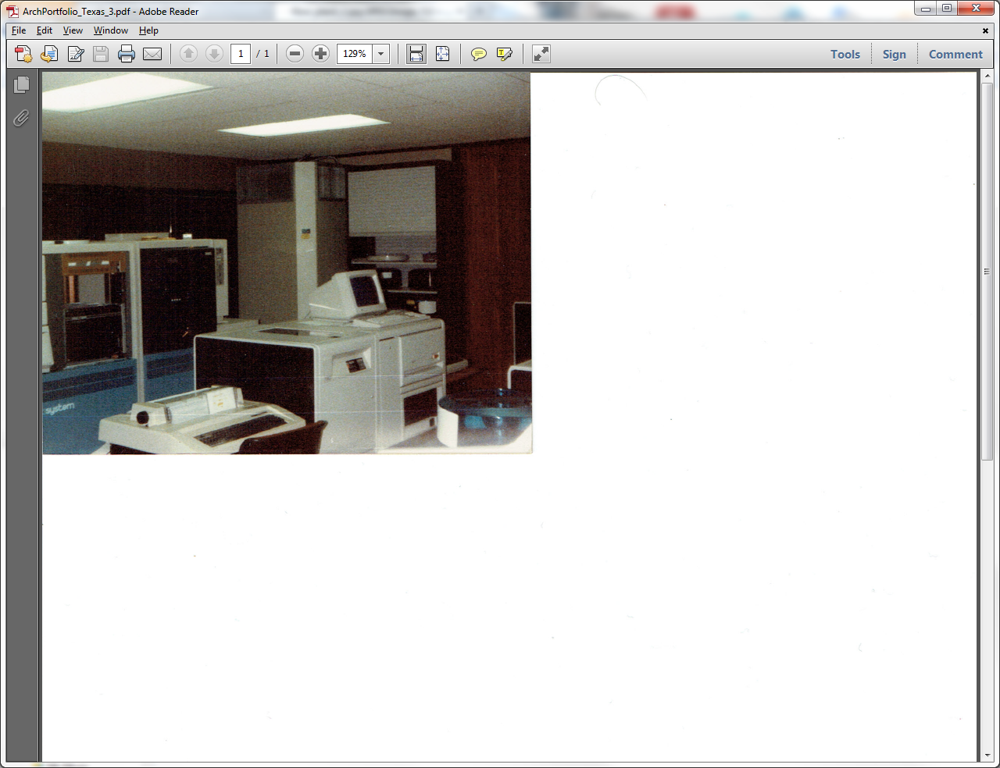 ArchPortfolio_Texas_3.pdf - Adobe Reader
File Edit View Window Help
1 / 1 129% Tools Sign Comment
system